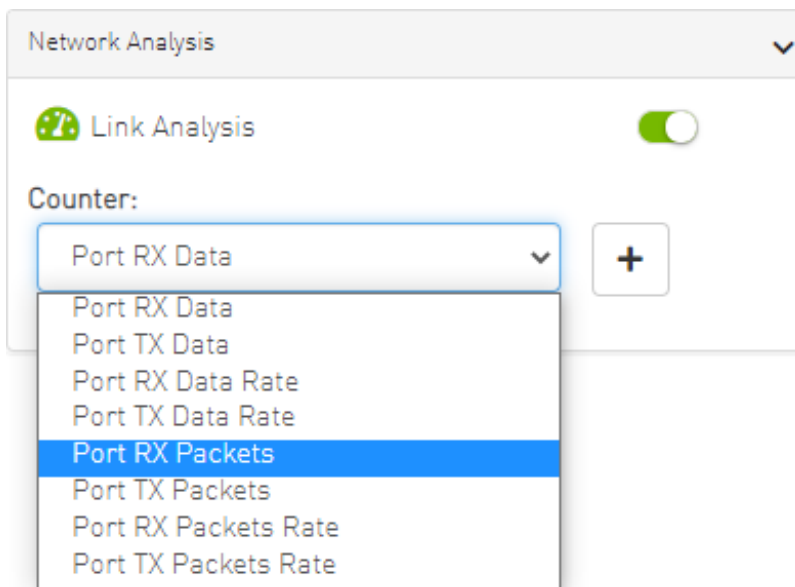 Network Analysis
Link Analysis
Counter:
Port RX Data
Port RX Data
Port TX Data
Port RX Data Rate
Port TX Data Rate
Port RX Packets
Port TX Packets
Port RX Packets Rate
Port TX Packets Rate